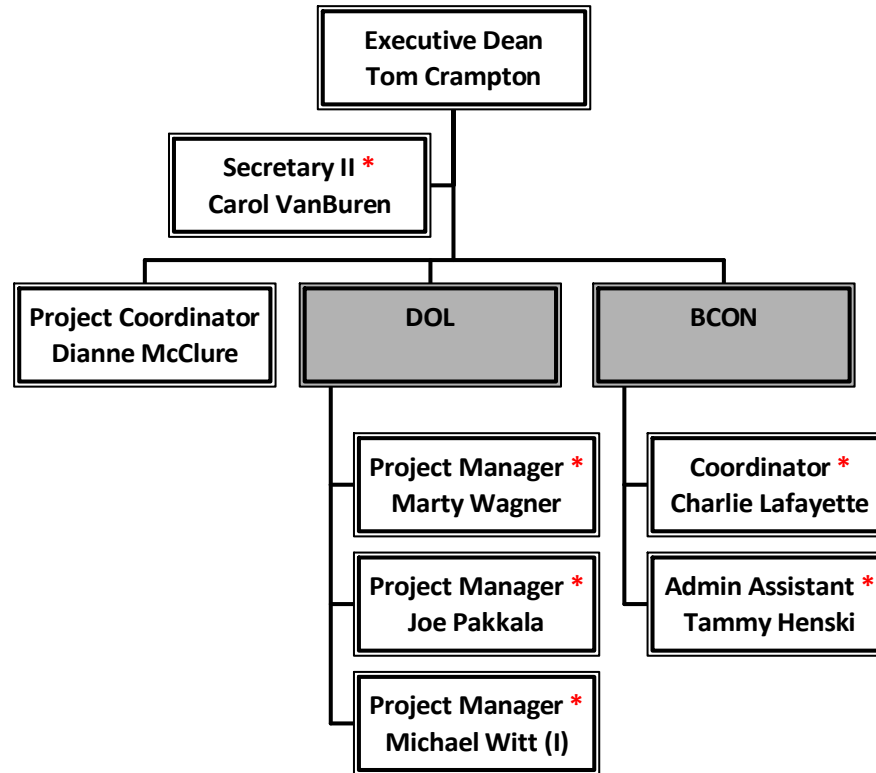 Executive Dean
Tom Crampton
Secretary II *
Carol VanBuren
Project Coordinator
Dianne McClure
DOL
BCON
Project Manager *
Marty Wagner
Project Manager *
Joe Pakkala
Project Manager *
Michael Witt (I)
Coordinator *
Charlie Lafayette
Admin Assistant *
Tammy Henski